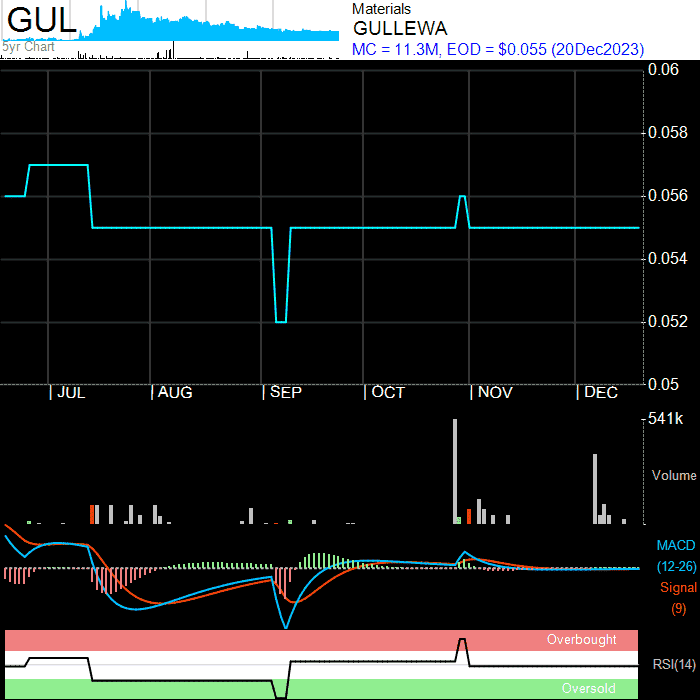 GUL
5yr Chart
Materials
GULLEWA
MC = 11.3M, EOD = $0.055 (20Dec2023)
0.06
0.058
0.056
0.054
0.052
0.05
| JUL | AUG | SEP | OCT | NOV | DEC
541k
Volume
MACD
(12-26)
Signal
(9)
Overbought
RSI(14)
Oversold